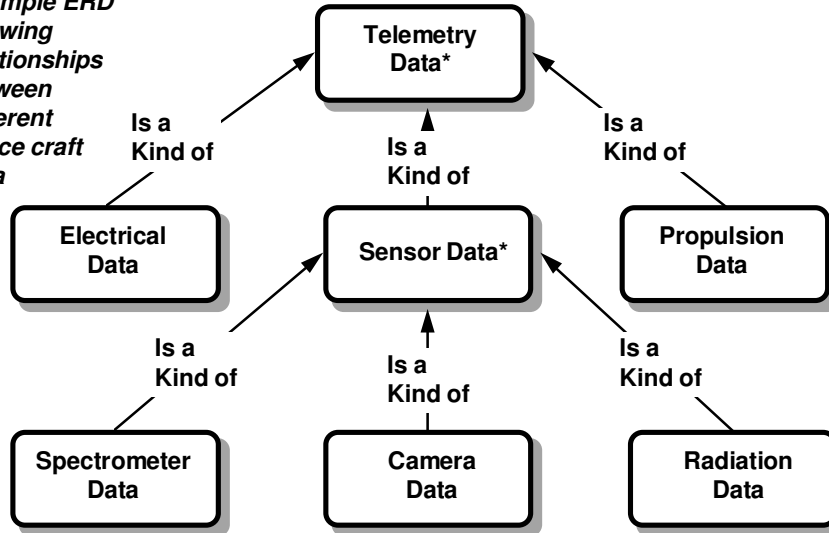 mple ERD
wing
tionships
ween
erent
ce craft
a
Telemetry
Data*
Is a
Kind of
Is a
Kind of
Is a
Kind of
Electrical
Data
Sensor Data*
Propulsion
Data
Is a
Kind of
Is a
Kind of
Is a
Kind of
Spectrometer
Data
Camera
Data
Radiation
Data